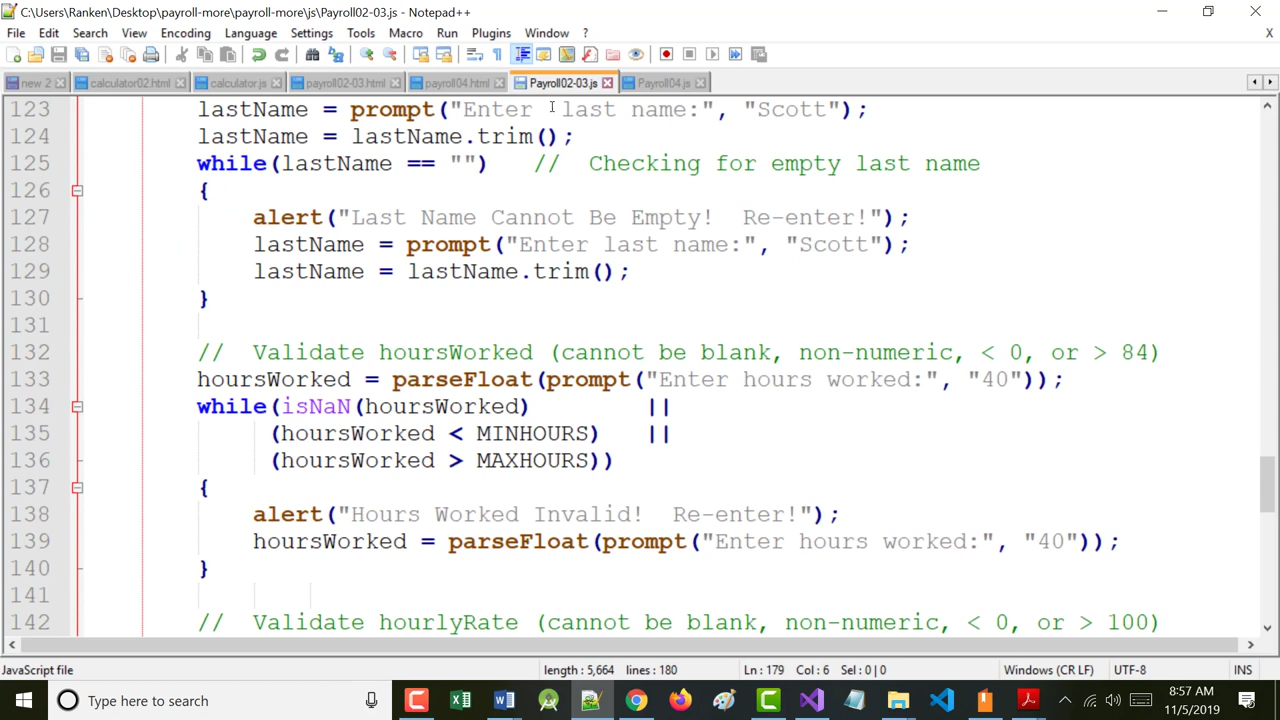 C:\Users\Ranken\Desktop\payroll-more\payroll-more\js\Payroll02-03.js - Notepad++
File Edit Search View Encoding Language Settings Tools Macro Run Plugins Window ? X
new 2 calculator02.html calculator.js payroll02-03.html payroll04.html Payroll02-03.js Payroll04.js
123 lastName = prompt("Enter last name:", "Scott");
124 lastName = lastName.trim();
125 while(lastName == "") // Checking for empty last name
126 {
127 alert("Last Name Cannot Be Empty! Re-enter!");
128 lastName = prompt("Enter last name:", "Scott");
129 lastName = lastName.trim();
130 }
131
132 // Validate hoursWorked (cannot be blank, non-numeric, < 0, or > 84)
133 hoursWorked = parseFloat(prompt("Enter hours worked:", "40"));
134 while(isNaN(hoursWorked) ||
135 (hoursWorked < MINHOURS) ||
136 (hoursWorked > MAXHOURS))
137 {
138 alert("Hours Worked Invalid! Re-enter!");
139 hoursWorked = parseFloat(prompt("Enter hours worked:", "40"));
140 }
141
142 // Validate hourlyRate (cannot be blank, non-numeric, < 0, or > 100)
JavaScript file length : 5,664 lines : 180 Ln : 179 Col : 6 Sel : 0 | 0 Windows (CR LF) UTF-8 INS
Type here to search
8:57 AM
11/5/2019